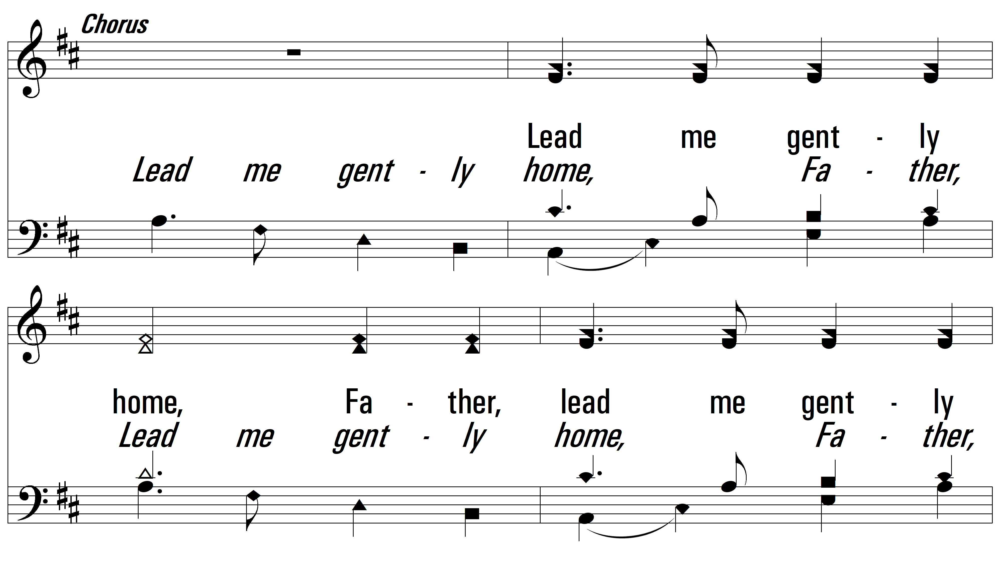 Chorus
Lead me gent - ly
Lead me gent - ly home, Fa - ther,
home, Fa - ther, lead me gent - ly
Lead me gent - ly home, Fa - ther,